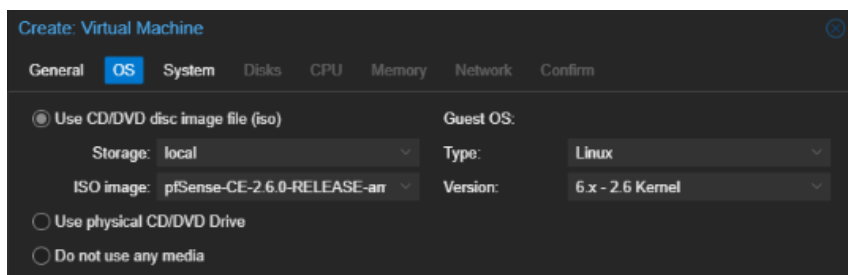 Create: Virtual Machine
General OS System Disks CPU Memory Network Confirm
Use CD/DVD disc image file (iso) Guest OS:
Storage: local Type: Linux
ISO image: pfSense-CE-2.6.0-RELEASE-am Version: 6.x - 2.6 Kernel
Use physical CD/DVD Drive
Do not use any media